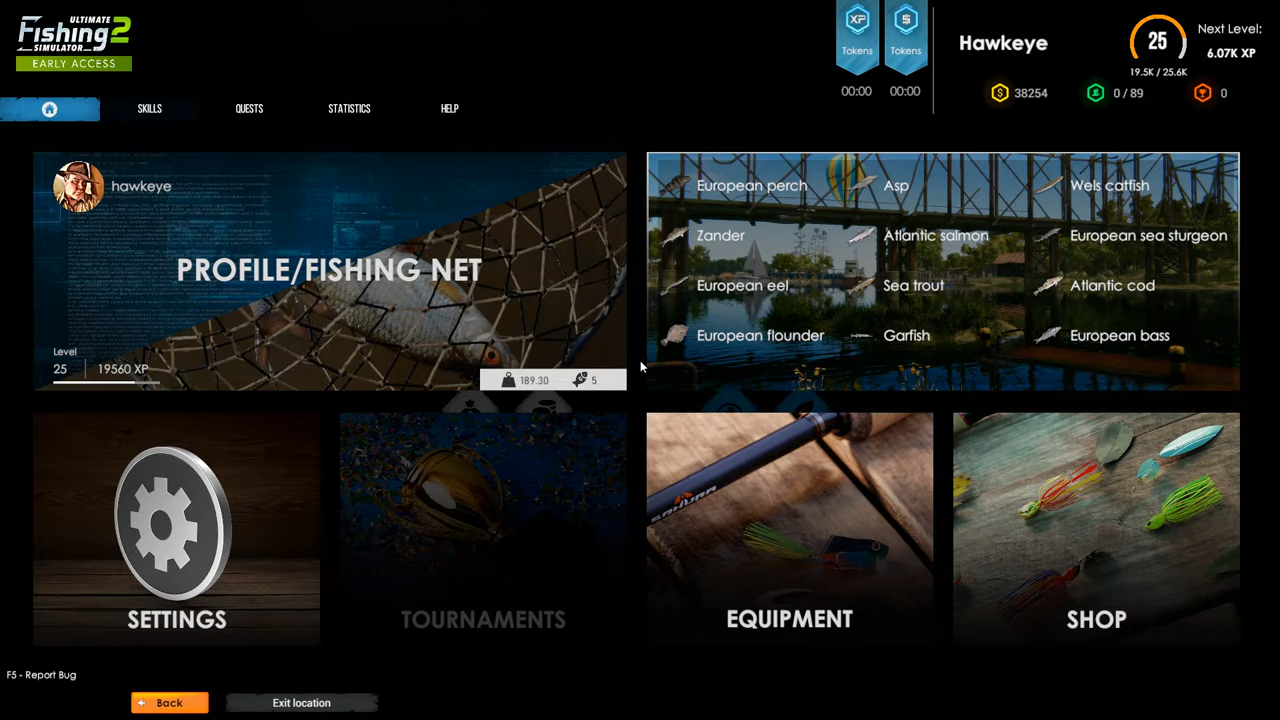 ULTIMATE
Fishing 2
SIMULATOR
EARLY ACCESS
XP
Tokens
00:00
$
Tokens
00:00
Hawkeye
25
19.5K / 25.6K
Next Level:
6.07K XP
$ 38254
0 / 89
0
SKILLS
QUESTS
STATISTICS
HELP
hawkeye
PROFILE/FISHING NET
Level
25 19560 XP
189.30
5
European perch
Asp
Wels catfish
Zander
Atlantic salmon
European sea sturgeon
European eel
Sea trout
Atlantic cod
European flounder
Garfish
European bass
SETTINGS
TOURNAMENTS
SAKURA
EQUIPMENT
SHOP
F5 - Report Bug
Back
Exit location